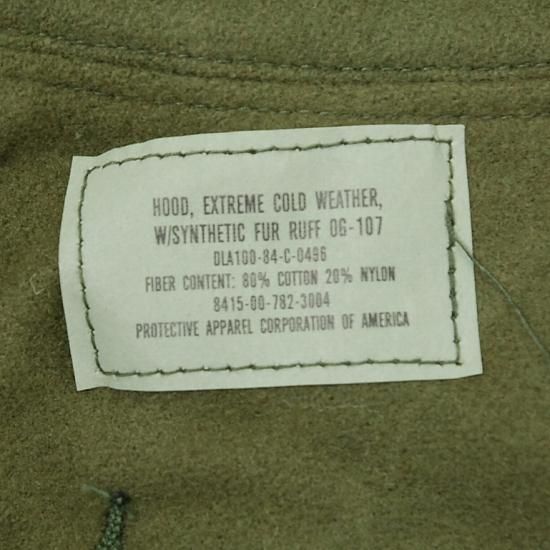 HOOD, EXTREME COLD WEATHER,
W/SYNTHETIC FUR RUFF OG-107
DLA100-84-C-0496
FIBER CONTENT: 80% COTTON 20% NYLON
8415-00-782-3004
PROTECTIVE APPAREL CORPORATION OF AMERICA